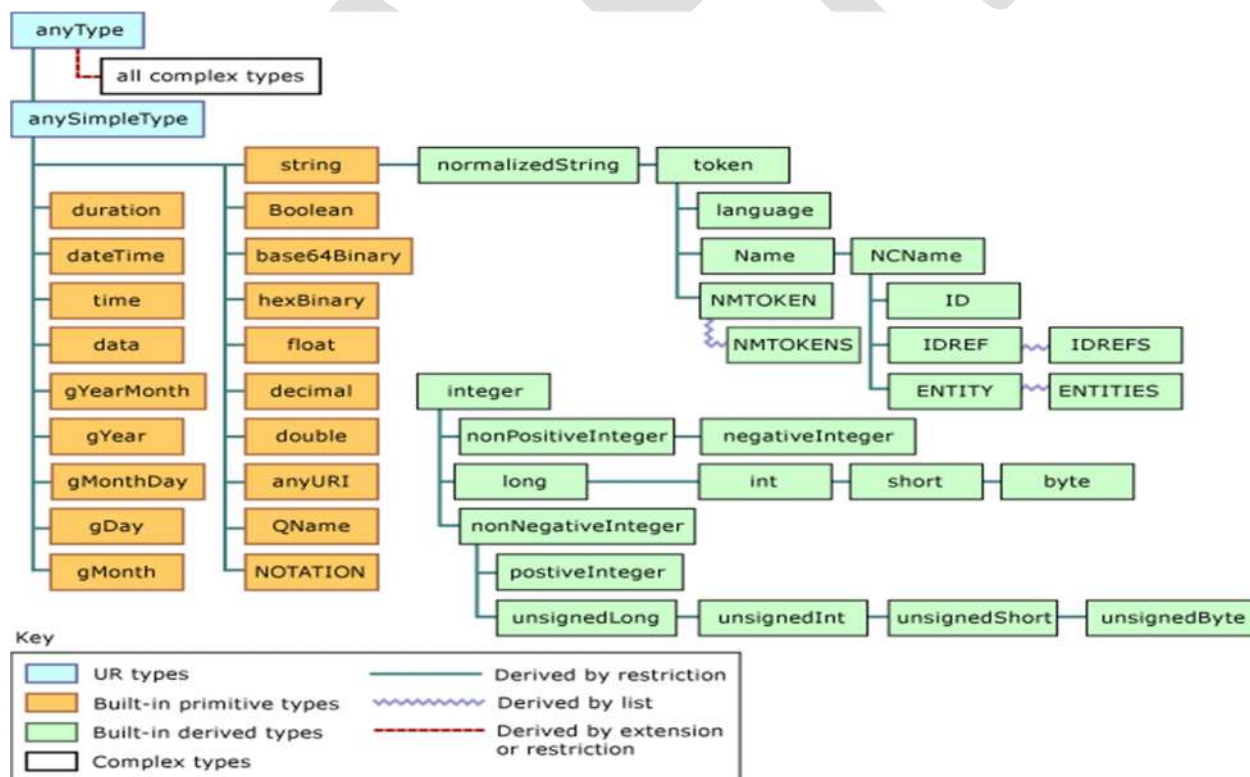 anyType
all complex types
anySimpleType
string normalizedString token
duration Boolean language
dateTime base64Binary Name NCName
time hexBinary NMTOKEN ID
data float NMTOKENS IDREF IDREFS
gYearMonth decimal integer ENTITY ENTITIES
gYear double nonPositiveInteger negativeInteger
gMonthDay anyURI long int short byte
gDay QName nonNegativeInteger
gMonth NOTATION postiveInteger
unsignedLong unsignedInt unsignedShort unsignedByte
Key
UR types Derived by restriction
Built-in primitive types Derived by list
Built-in derived types Derived by extension
or restriction
Complex types